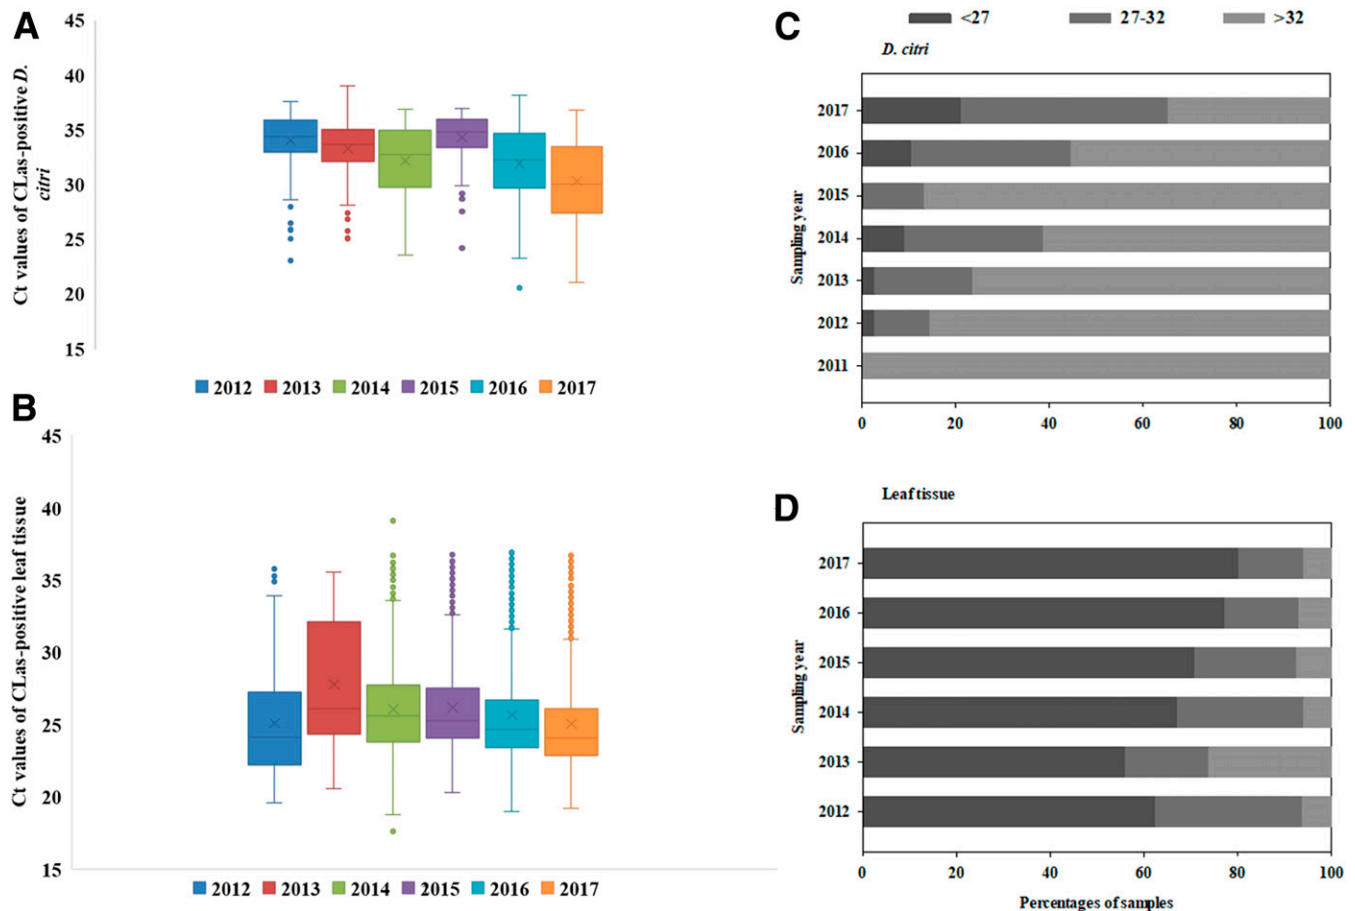 A
Ct values of CLas-positive D.
citri
45
40
35
30
25
20
15
2012 2013 2014 2015 2016 2017
B
Ct values of CLas-positive leaf tissue
45
40
35
30
25
20
15
2012 2013 2014 2015 2016 2017
C
<27 27-32 >32
D. citri
Sampling year
2017
2016
2015
2014
2013
2012
2011
0 20 40 60 80 100
D
Leaf tissue
Sampling year
2017
2016
2015
2014
2013
2012
0 20 40 60 80 100
Percentages of samples